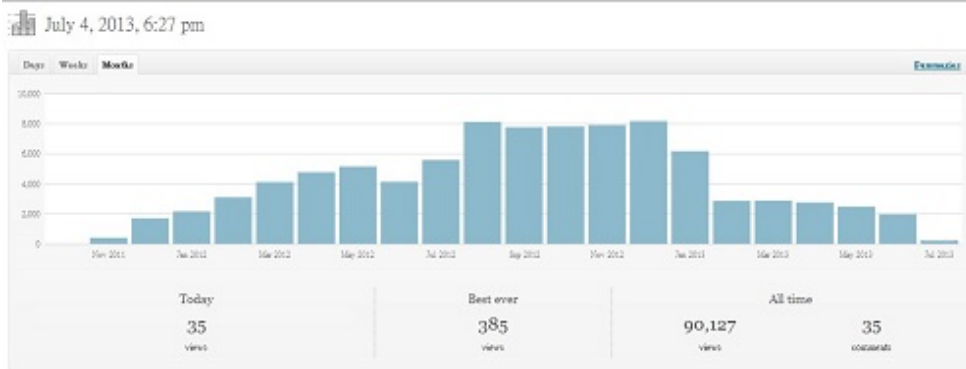 July 4, 2013, 6:27 pm
Days Weeks Months Summaries
10,000
8,000
6,000
4,000
2,000
0
Nov 2011 Jan 2012 Mar 2012 May 2012 Jul 2012 Sep 2012 Nov 2012 Jan 2013 Mar 2013 May 2013 Jul 2013
Today Best ever All time
35 385 90,127 35
views views views comments